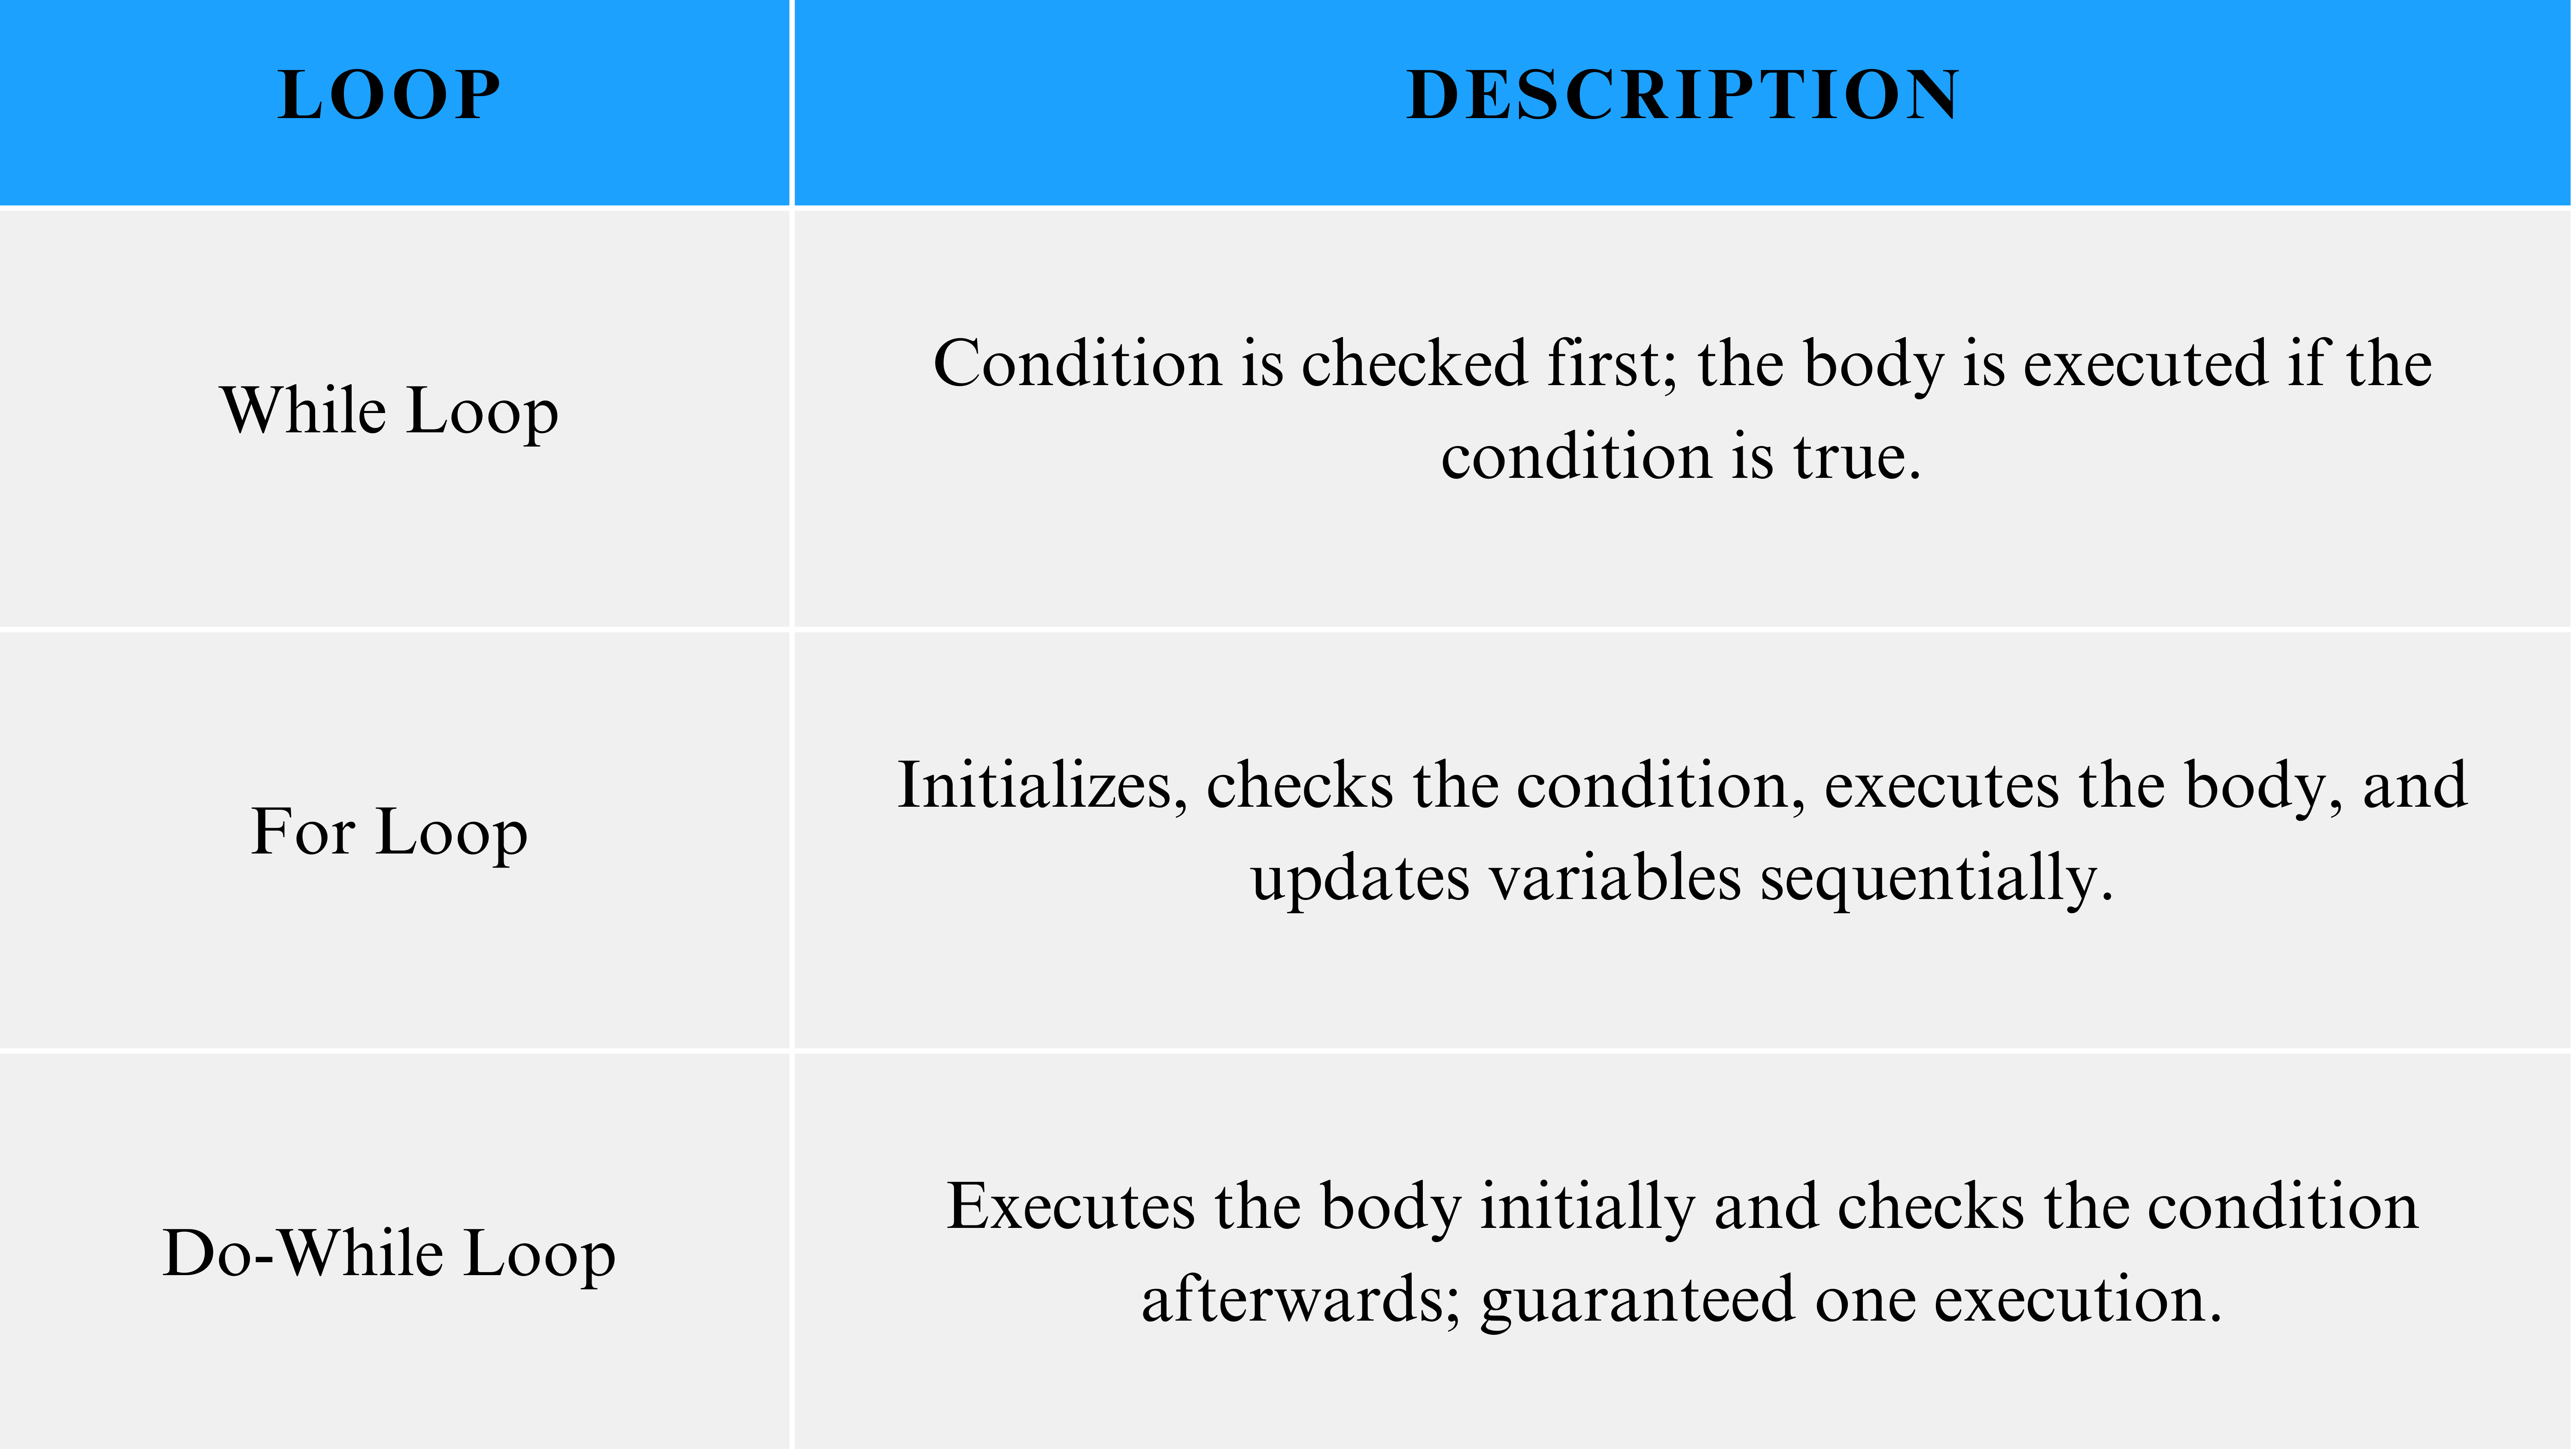 LOOP
DESCRIPTION
While Loop
Condition is checked first; the body is executed if the
condition is true.
For Loop
Initializes, checks the condition, executes the body, and
updates variables sequentially.
Do-While Loop
Executes the body initially and checks the condition
afterwards; guaranteed one execution.